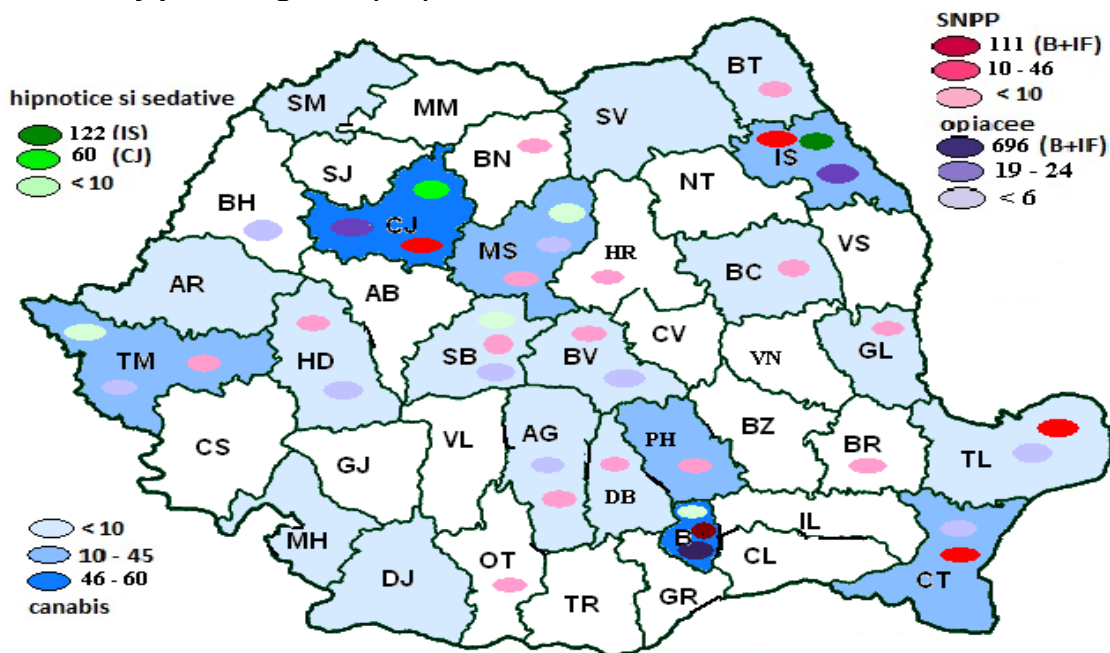 SNPP
111 (B+IF)
10 - 46
< 10
opiacee
696 (B+IF)
19 - 24
< 6
hipnotice si sedative
122 (IS)
60 (CJ)
< 10
SM
MM
BT
SV
IS
SJ
BN
NT
BH
CJ
MS
HR
BC
VS
AR
AB
TM
HD
SB
BV
CV
VN
GL
CS
GJ
VL
AG
PH
DB
BZ
BR
TL
MH
DJ
OT
TR
GR
B
IL
CL
CT
< 10
10 - 45
46 - 60
canabis